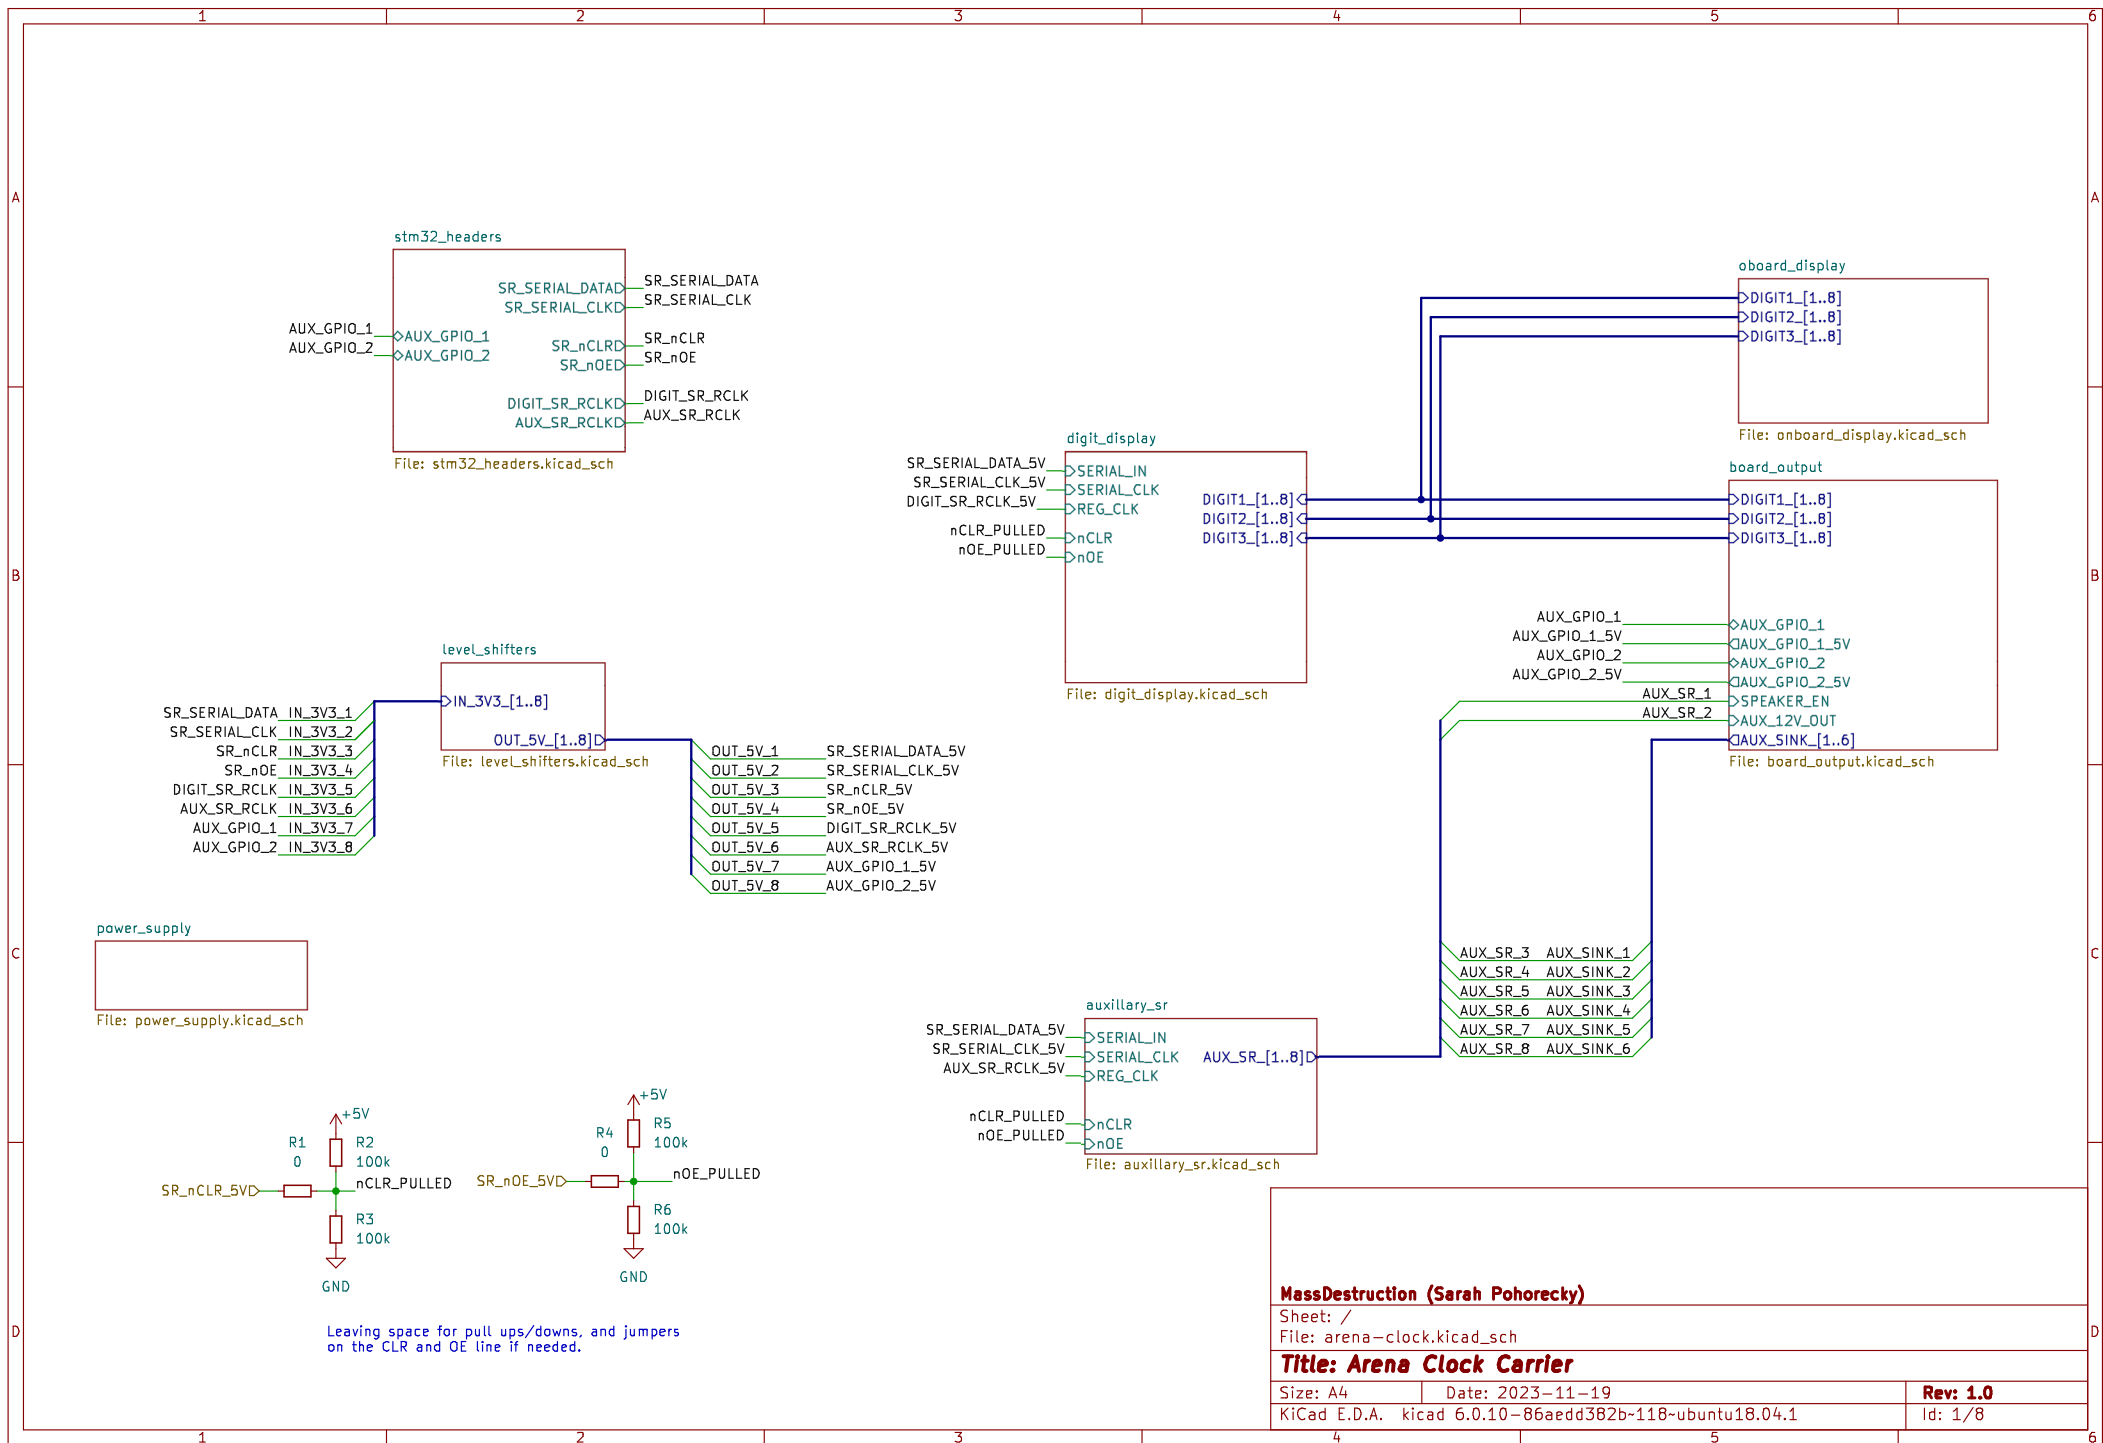 1 2 3 4 5 6
A A
B B
C C
D D
stm32_headers
SR_SERIAL_DATA SR_SERIAL_DATA
SR_SERIAL_CLK SR_SERIAL_CLK
AUX_GPIO_1 AUX_GPIO_1
AUX_GPIO_2 AUX_GPIO_2
SR_nCLR SR_nCLR
SR_nOE SR_nOE
DIGIT_SR_RCLK DIGIT_SR_RCLK
AUX_SR_RCLK AUX_SR_RCLK
File: stm32_headers.kicad_sch
oboard_display
DIGIT1_[1..8]
DIGIT2_[1..8]
DIGIT3_[1..8]
File: onboard_display.kicad_sch
digit_display
SR_SERIAL_DATA_5V SERIAL_IN
SR_SERIAL_CLK_5V SERIAL_CLK
DIGIT_SR_RCLK_5V REG_CLK
nCLR_PULLED nCLR
nOE_PULLED nOE
DIGIT1_[1..8]
DIGIT2_[1..8]
DIGIT3_[1..8]
File: digit_display.kicad_sch
board_output
DIGIT1_[1..8]
DIGIT2_[1..8]
DIGIT3_[1..8]
AUX_GPIO_1 AUX_GPIO_1
AUX_GPIO_1_5V AUX_GPIO_1_5V
AUX_GPIO_2 AUX_GPIO_2
AUX_GPIO_2_5V AUX_GPIO_2_5V
AUX_SR_1 SPEAKER_EN
AUX_SR_2 AUX_12V_OUT
AUX_SINK_[1..6]
File: board_output.kicad_sch
level_shifters
IN_3V3_[1..8]
OUT_5V_[1..8]
File: level_shifters.kicad_sch
SR_SERIAL_DATA IN_3V3_1
SR_SERIAL_CLK IN_3V3_2
SR_nCLR IN_3V3_3
SR_nOE IN_3V3_4
DIGIT_SR_RCLK IN_3V3_5
AUX_SR_RCLK IN_3V3_6
AUX_GPIO_1 IN_3V3_7
AUX_GPIO_2 IN_3V3_8
OUT_5V_1 SR_SERIAL_DATA_5V
OUT_5V_2 SR_SERIAL_CLK_5V
OUT_5V_3 SR_nCLR_5V
OUT_5V_4 SR_nOE_5V
OUT_5V_5 DIGIT_SR_RCLK_5V
OUT_5V_6 AUX_SR_RCLK_5V
OUT_5V_7 AUX_GPIO_1_5V
OUT_5V_8 AUX_GPIO_2_5V
power_supply
File: power_supply.kicad_sch
AUX_SR_3 AUX_SINK_1
AUX_SR_4 AUX_SINK_2
AUX_SR_5 AUX_SINK_3
AUX_SR_6 AUX_SINK_4
AUX_SR_7 AUX_SINK_5
AUX_SR_8 AUX_SINK_6
auxillary_sr
SR_SERIAL_DATA_5V SERIAL_IN
SR_SERIAL_CLK_5V SERIAL_CLK
AUX_SR_RCLK_5V REG_CLK
nCLR_PULLED nCLR
nOE_PULLED nOE
AUX_SR_[1..8]
File: auxillary_sr.kicad_sch
+5V
R1
0
R2
100k
SR_nCLR_5V
nCLR_PULLED
R3
100k
GND
+5V
R4
0
R5
100k
SR_nOE_5V
nOE_PULLED
R6
100k
GND
Leaving space for pull ups/downs, and jumpers
on the CLR and OE line if needed.
MassDestruction (Sarah Pohorecky)
Sheet: /
File: arena-clock.kicad_sch
Title: Arena Clock Carrier
Size: A4 Date: 2023-11-19 Rev: 1.0
KiCad E.D.A. kicad 6.0.10-86aedd382b~118~ubuntu18.04.1 Id: 1/8
1 2 3 4 5 6